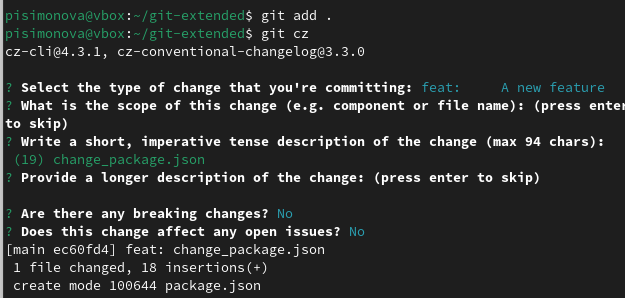 pisimonova@vbox:~/git-extended$ git add .
pisimonova@vbox:~/git-extended$ git cz
cz-cli@4.3.1, cz-conventional-changelog@3.3.0
? Select the type of change that you're committing: feat:     A new feature
? What is the scope of this change (e.g. component or file name): (press enter
to skip)
? Write a short, imperative tense description of the change (max 94 chars):
(19) change_package.json
? Provide a longer description of the change: (press enter to skip)
? Are there any breaking changes? No
? Does this change affect any open issues? No
[main ec60fd4] feat: change_package.json
1 file changed, 18 insertions(+)
create mode 100644 package.json